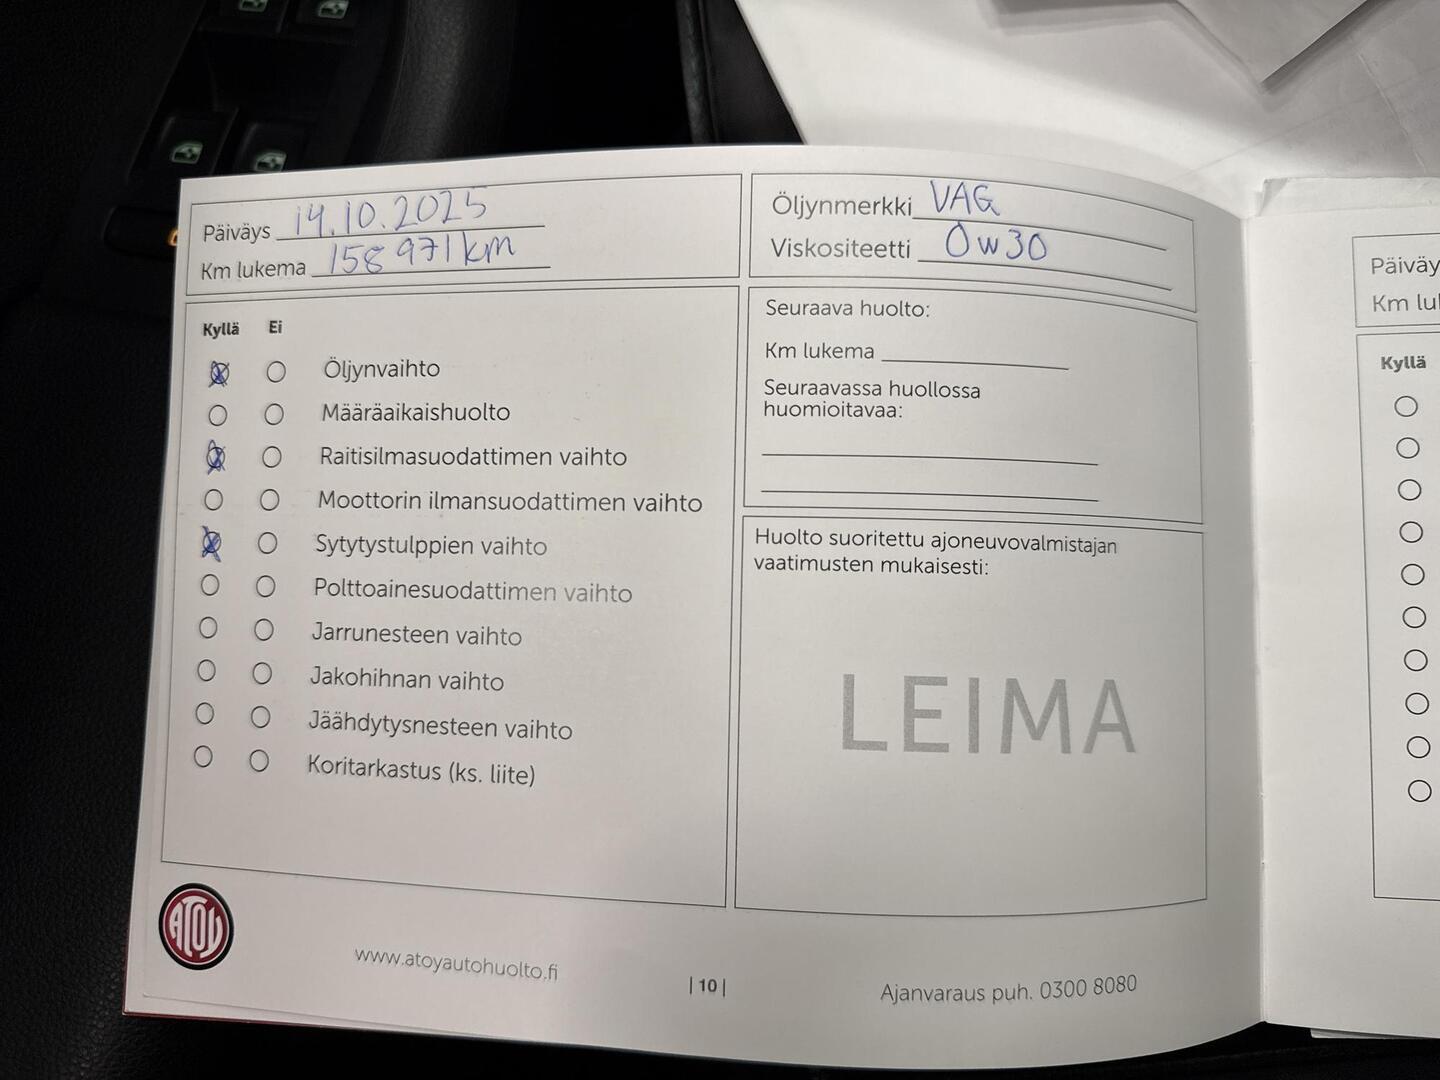 Päiväys 14.10.2025
Km lukema 158 971 km
Öljynmerkki VAG
Viskositeetti 0w30
Kyllä Ei
Öljynvaihto
Määräaikaishuolto
Raitisilmasuodattimen vaihto
Moottorin ilmansuodattimen vaihto
Sytytystulppien vaihto
Polttoainesuodattimen vaihto
Jarrunesteen vaihto
Jakohihnan vaihto
Jäähdytysnesteen vaihto
Koritarkastus (ks. liite)
Seuraava huolto:
Km lukema
Seuraavassa huollossa
huomioitavaa:
Huolto suoritettu ajoneuvovalmistajan
vaatimusten mukaisesti:
LEIMA
ATOY
www.atoyautohuolto.fi
| 10 |
Ajanvaraus puh. 0300 8080
Päiväy
Km lu
Kyllä